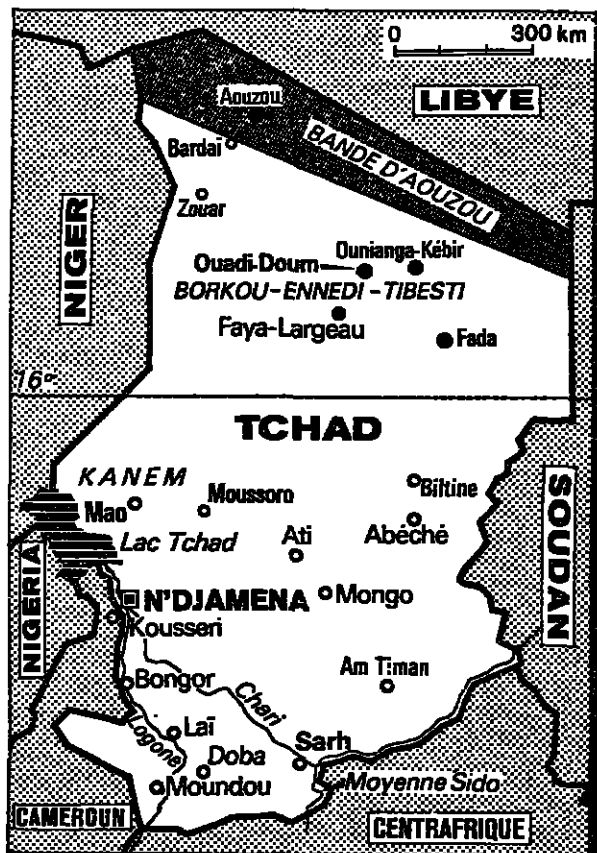 0 300 km
LIBYE
Aouzou
BANDE D'AOUZOU
Bardaï
NIGER
Zouar
Ounianga-Kébir
Ouadi-Doum
BORKOU-ENNEDI-TIBESTI
Faya-Largeau
Fada
16e
TCHAD
KANEM
Biltine
Mao
Moussoro
SOUDAN
Abéché
Lac Tchad
Ati
NIGERIA
N'DJAMENA
Mongo
Kousseri
Am Timan
Bongor
Chari
Logone
Laï
Sarh
Doba
Moundou
Moyenne Sido
CAMEROUN
CENTRAFRIQUE